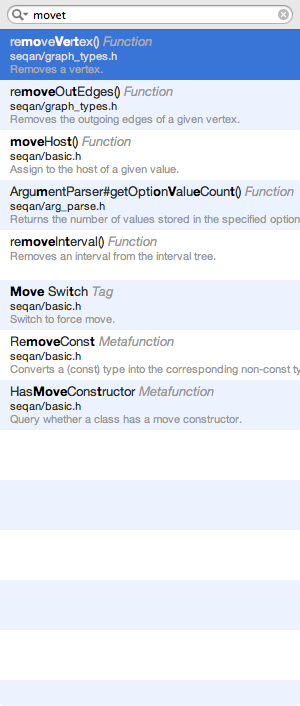 movet
removeVertex() Function
seqan/graph_types.h
Removes a vertex.
removeOutEdges() Function
seqan/graph_types.h
Removes the outgoing edges of a given vertex.
moveHost() Function
seqan/basic.h
Assign to the host of a given value.
ArgumentParser#getOptionValueCount() Function
seqan/arg_parse.h
Returns the number of values stored in the specified option
removeInterval() Function
Removes an interval from the interval tree.
Move Switch Tag
seqan/basic.h
Switch to force move.
RemoveConst Metafunction
seqan/basic.h
Converts a (const) type into the corresponding non-const ty
HasMoveConstructor Metafunction
seqan/basic.h
Query whether a class has a move constructor.